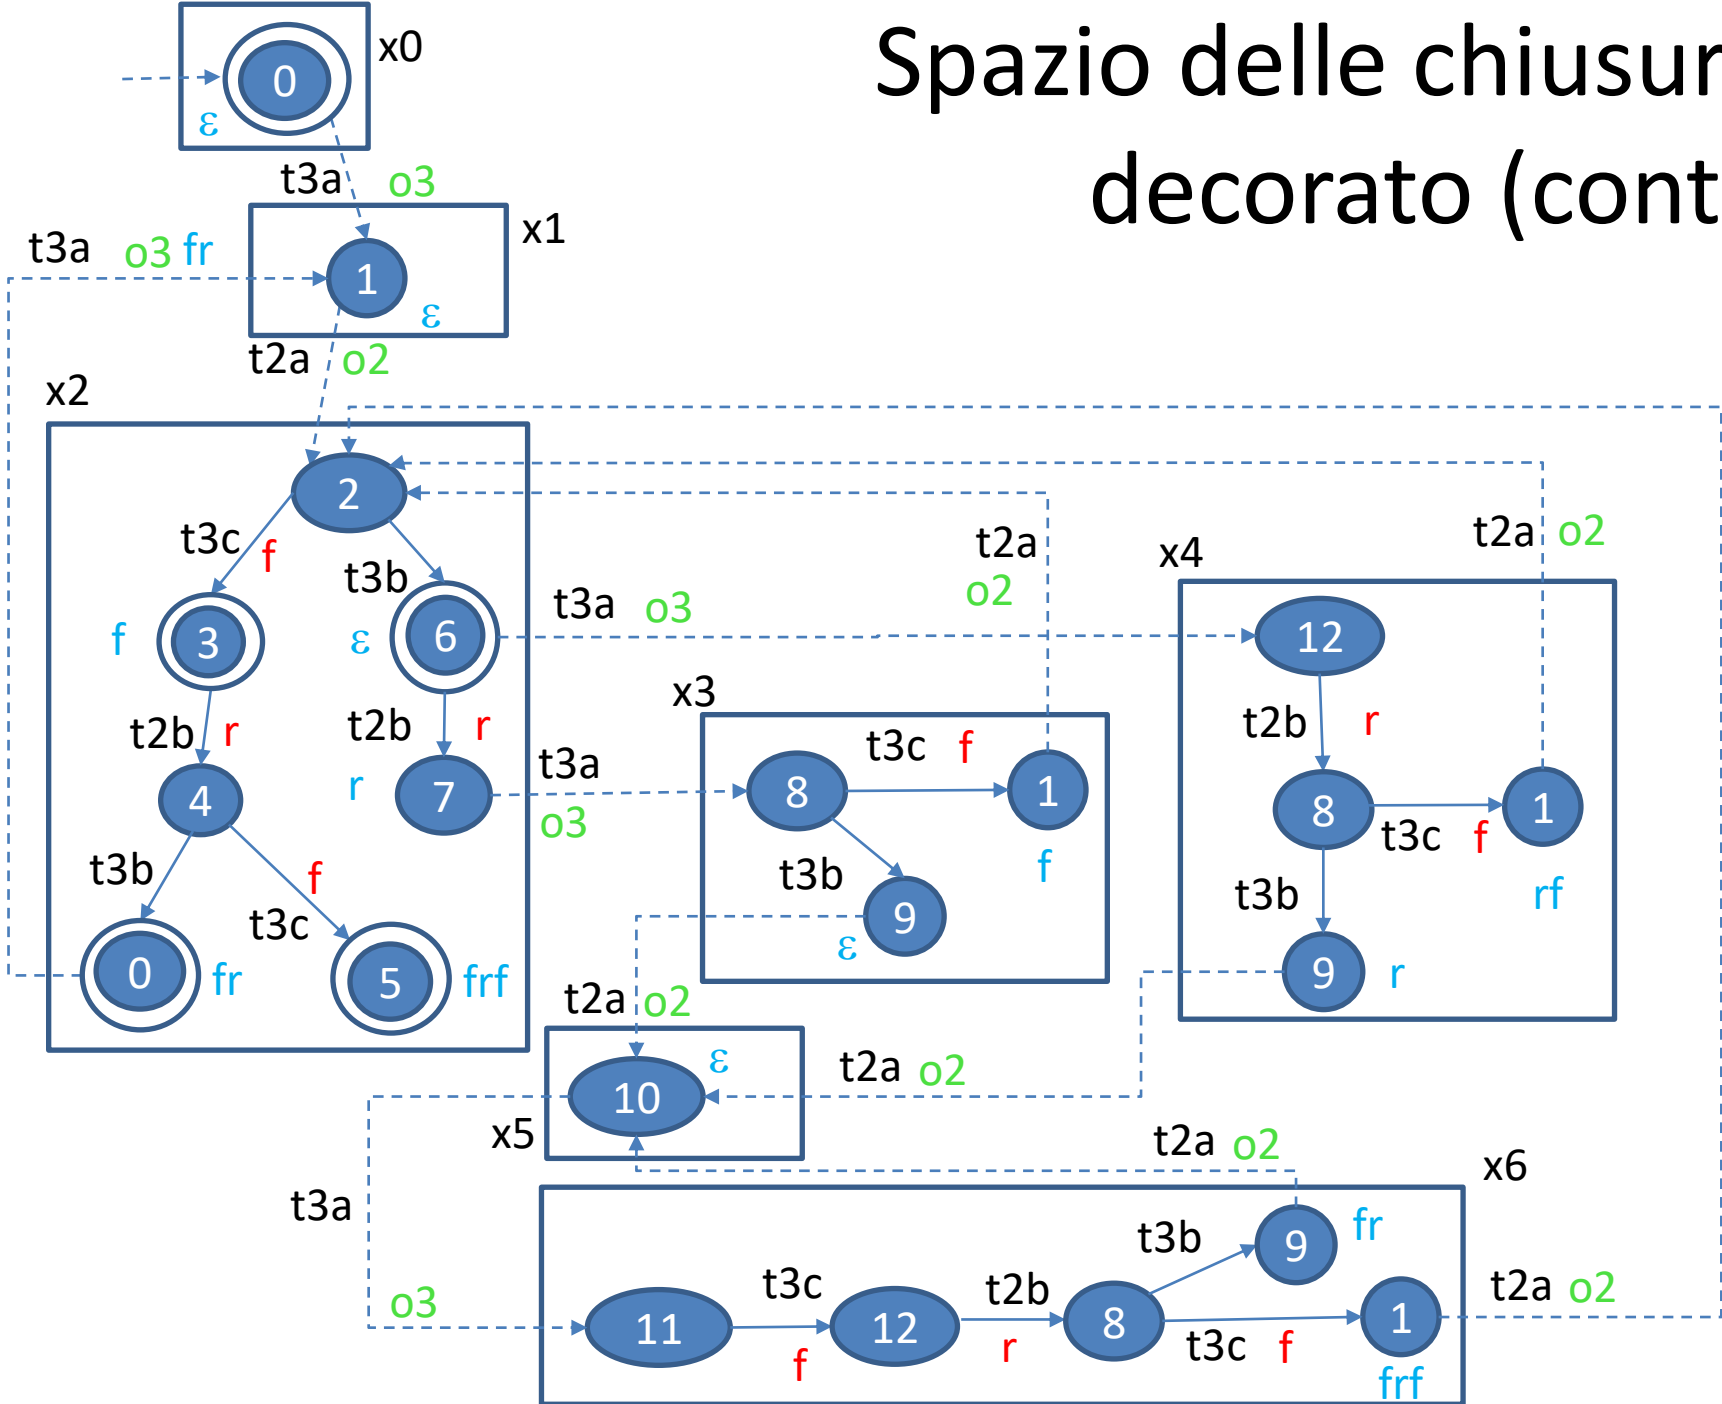 Spazio delle chiusur
decorato (cont
0
x0
ε
t3a o3
x1
t3a o3 fr
1
ε
t2a o2
x2
2
t3c f
t3b
3
f
6
ε
t3a o3
t2b r
t2b r
4
7
r
t3a
o3
t3b
f
t3c
0
fr
5
frf
x3
8
t3c f
1
f
t3b
9
ε
t2a
o2
x4
12
t2b r
8
t3c f
1
rf
t3b
9
r
t2a o2
t2a o2
10
ε
x5
t2a o2
t3a
o3
t2a o2
x6
11
t3c
f
12
t2b
r
8
t3b
9
fr
t3c f
1
frf
t2a o2